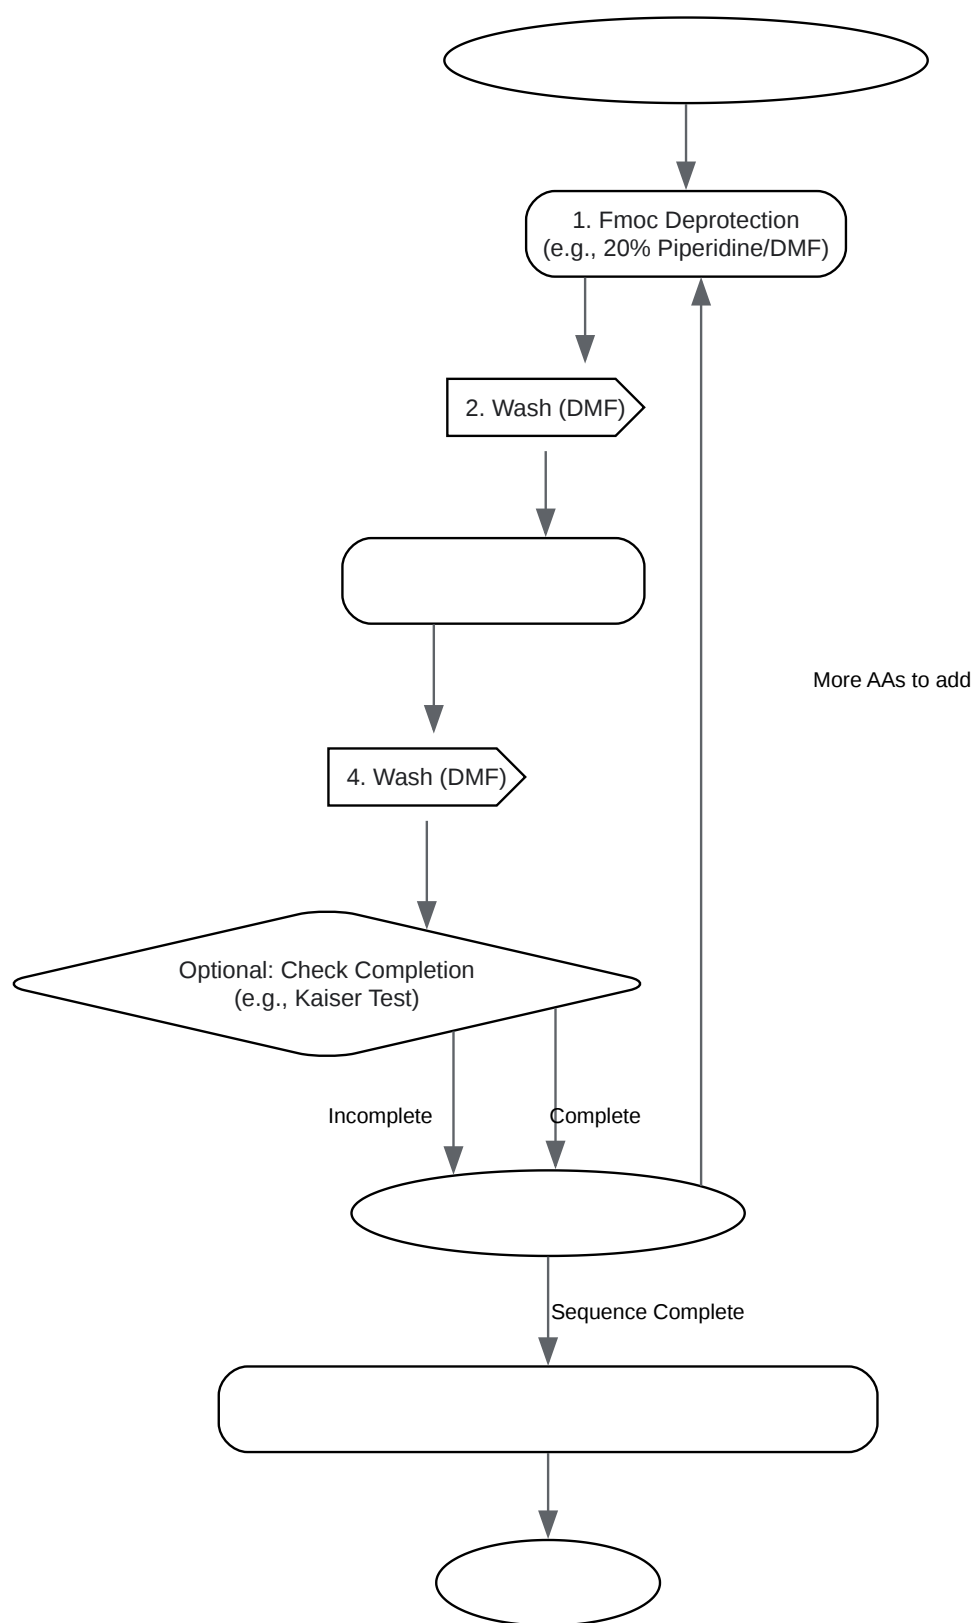 1. Fmoc Deprotection
(e.g., 20% Piperidine/DMF)
2. Wash (DMF)
More AAs to add
4. Wash (DMF)
Optional: Check Completion
(e.g., Kaiser Test)
Incomplete
Complete
Sequence Complete